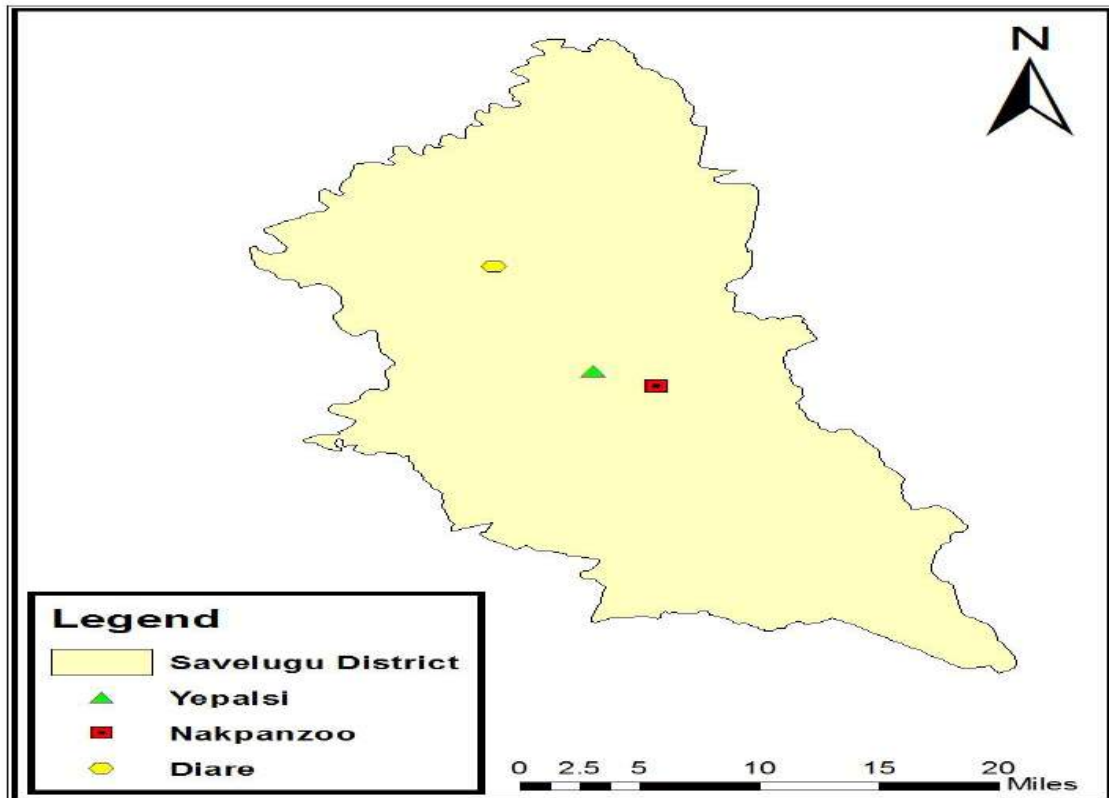 N
Legend
Savelugu District
Yepalsi
Nakpanzoo
Diare
0 2.5 5 10 15 20
Miles